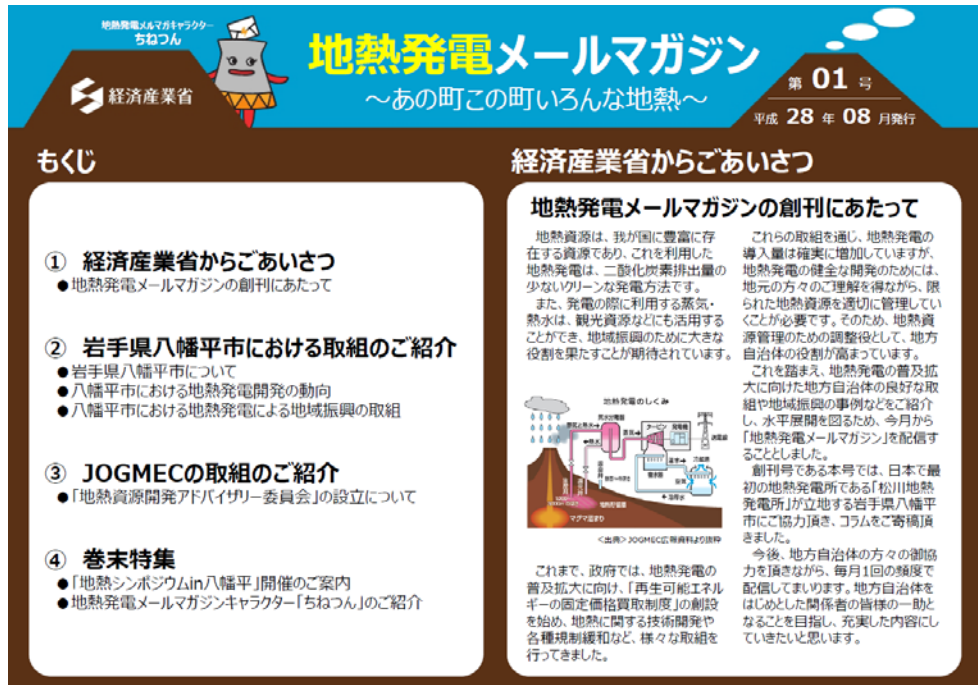 地熱発電メルマガキャラクター
ちねつん
経済産業省
地熱発電メールマガジン
～あの町この町いろんな地熱～
第 01 号
平成 28 年 08 月発行
もくじ
① 経済産業省からごあいさつ
●地熱発電メールマガジンの創刊にあたって
② 岩手県八幡平市における取組のご紹介
●岩手県八幡平市について
●八幡平市における地熱発電開発の動向
●八幡平市における地熱発電による地域振興の取組
③ JOGMECの取組のご紹介
●「地熱資源開発アドバイザリー委員会」の設立について
④ 巻末特集
●「地熱シンポジウムin八幡平」開催のご案内
●地熱発電メールマガジンキャラクター「ちねつん」のご紹介
経済産業省からごあいさつ
地熱発電メールマガジンの創刊にあたって
地熱資源は、我が国に豊富に存
在する資源であり、これを利用した
地熱発電は、二酸化炭素排出量の
少ないクリーンな発電方法です。
また、発電の際に利用する蒸気・
熱水は、観光資源などにも活用する
ことができ、地域振興のために大きな
役割を果たすことが期待されています。
地熱発電のしくみ
タービン
発電機
マグマ溜まり
＜出典＞JOGMEC広報資料より抜粋
これまで、政府では、地熱発電の
普及拡大に向け、「再生可能エネル
ギーの固定価格買取制度」の創設
を始め、地熱に関する技術開発や
各種規制緩和など、様々な取組を
行ってきました。
これらの取組を通じ、地熱発電の
導入量は確実に増加していますが、
地熱発電の健全な開発のためには、
地元の方々のご理解を得ながら、限
られた地熱資源を適切に管理してい
くことが必要です。そのため、地熱資
源管理のための調整役として、地方
自治体の役割が高まっています。
これを踏まえ、地熱発電の普及拡
大に向けた地方自治体の良好な取
組や地域振興の事例などをご紹介
し、水平展開を図るため、今月から
「地熱発電メールマガジン」を配信す
ることとしました。
創刊号である本号では、日本で最
初の地熱発電所である「松川地熱
発電所」が立地する岩手県八幡平
市にご協力頂き、コラムをご寄稿頂
きました。
今後、地方自治体の方々の御協
力を頂きながら、毎月1回の頻度で
配信してまいります。地方自治体を
はじめとした関係者の皆様の一助と
なることを目指し、充実した内容にし
ていきたいと思います。